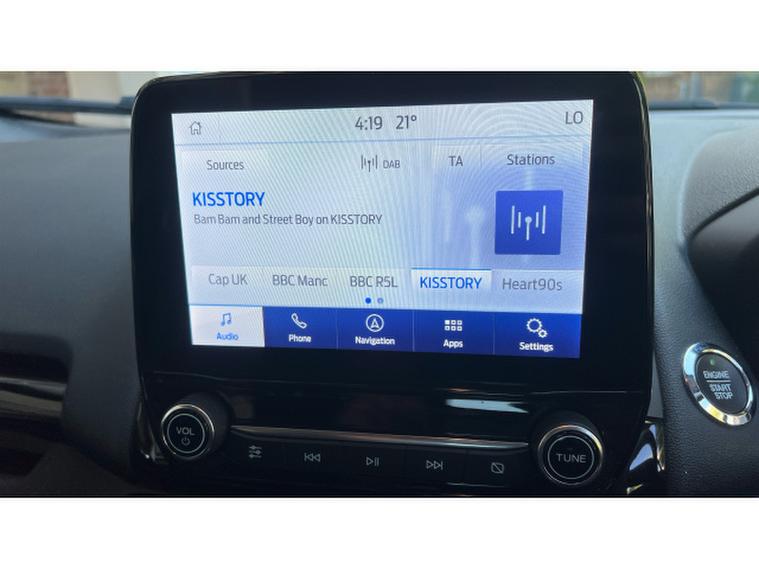 4:19 21° LO
Sources DAB TA Stations
KISSTORY
Bam Bam and Street Boy on KISSTORY
Cap UK BBC Manc BBC R5L KISSTORY Heart90s
Audio Phone Navigation Apps Settings
ENGINE
START
STOP
VOL
TUNE